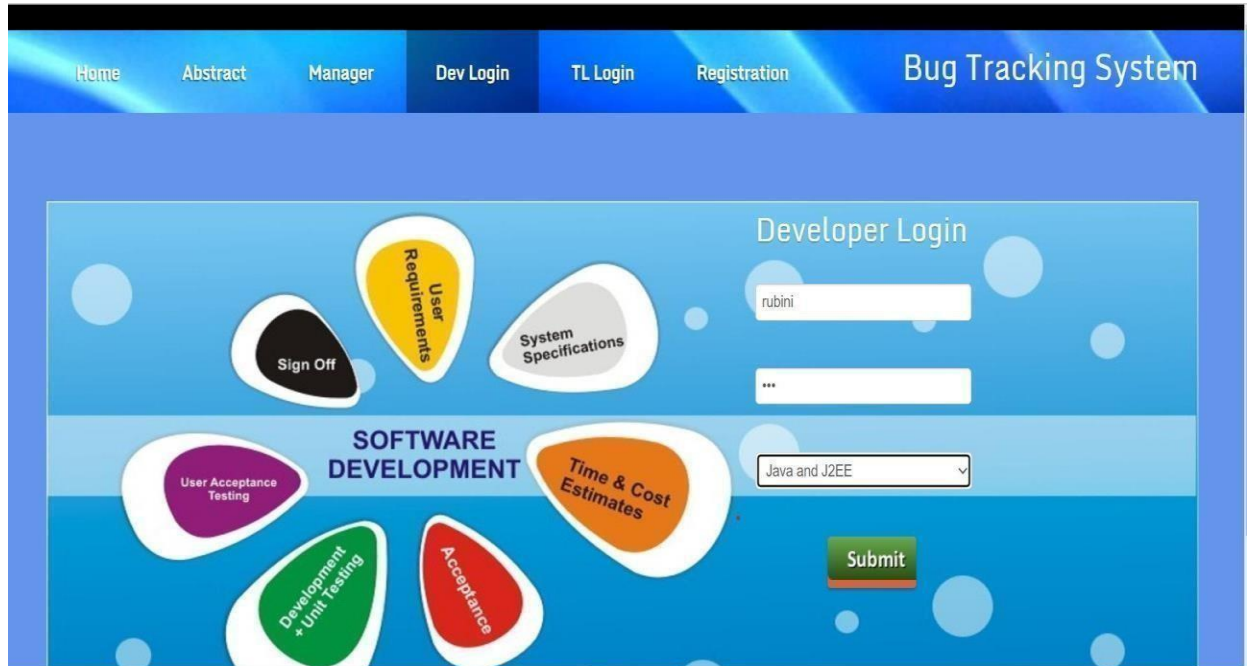 Home Abstract Manager Dev Login TL Login Registration Bug Tracking System
Developer Login
rubini
•••
Java and J2EE
Submit
SOFTWARE
DEVELOPMENT
User
Requirements
System
Specifications
Time & Cost
Estimates
Acceptance
Development
+ Unit Testing
User Acceptance
Testing
Sign Off